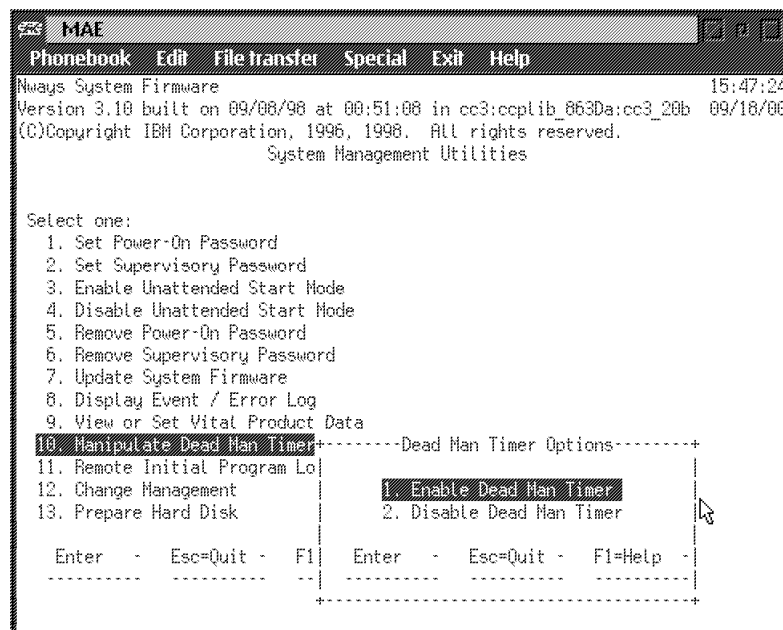 MAE
Phonebook Edit File transfer Special Exit Help
Nways System Firmware 15:47:24
Version 3.10 built on 09/08/98 at 00:51:08 in cc3:ccplib_863Da:cc3_20b 09/18/00
(C)Copyright IBM Corporation, 1996, 1998. All rights reserved.
System Management Utilities
Select one:
1. Set Power-On Password
2. Set Supervisory Password
3. Enable Unattended Start Mode
4. Disable Unattended Start Mode
5. Remove Power-On Password
6. Remove Supervisory Password
7. Update System Firmware
8. Display Event / Error Log
9. View or Set Vital Product Data
10. Manipulate Dead Man Timer+--------Dead Man Timer Options--------+
11. Remote Initial Program Lo|
12. Change Management | 1. Enable Dead Man Timer
13. Prepare Hard Disk | 2. Disable Dead Man Timer
Enter - Esc=Quit - F1| Enter - Esc=Quit - F1=Help -